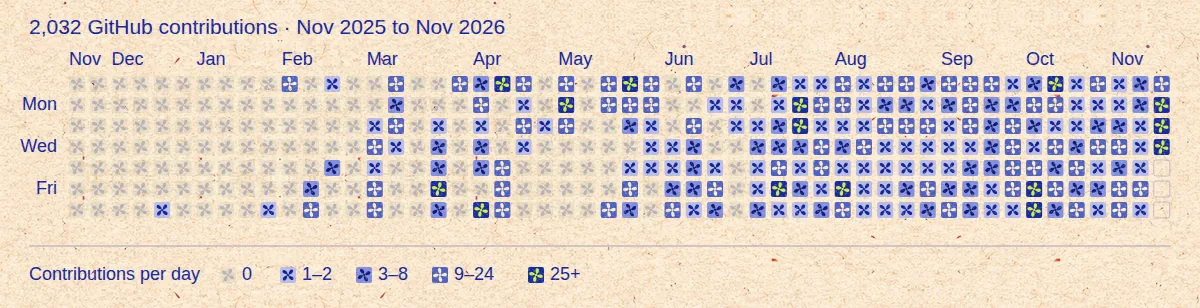 2,032 GitHub contributions · Nov 2025 to Nov 2026
Nov Dec Jan Feb Mar Apr May Jun Jul Aug Sep Oct Nov
Mon
Wed
Fri
Contributions per day 0 1–2 3–8 9–24 25+